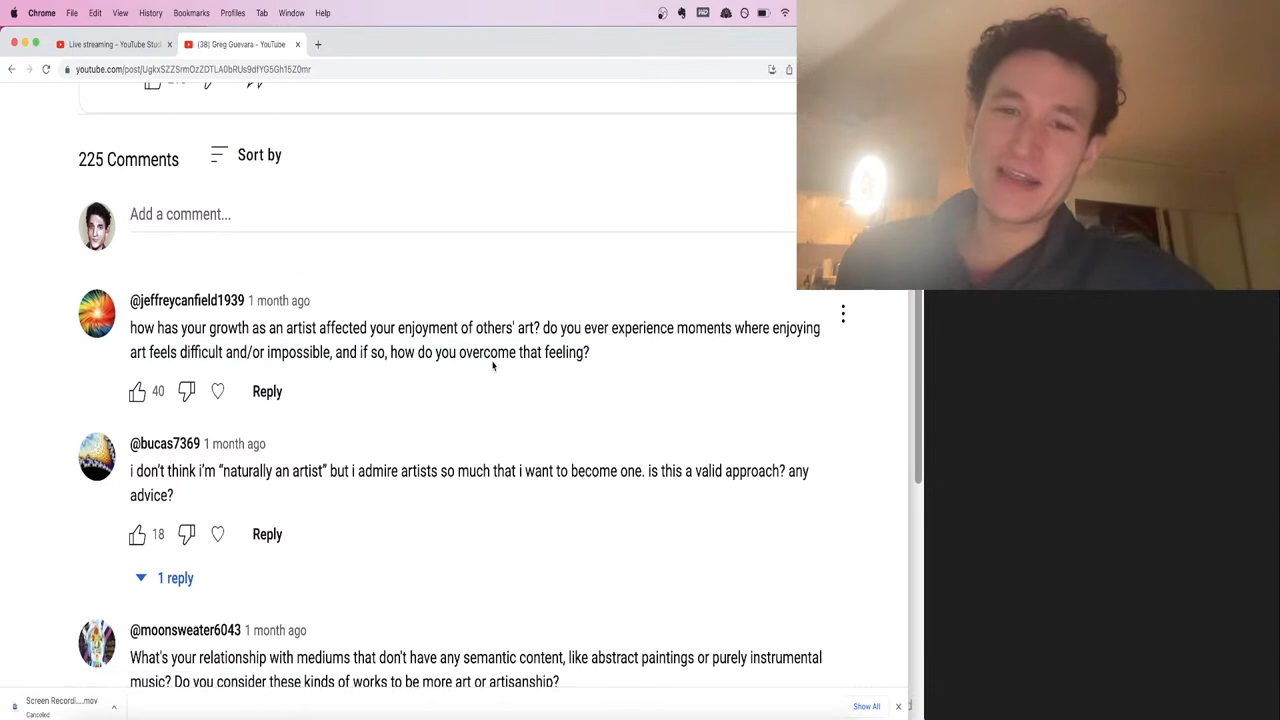 Chrome File Edit View History Bookmarks Profiles Tab Window Help
Live streaming - YouTube Stud
(38) Greg Guevara - YouTube
youtube.com/post/UgkxSZZSrmOzZDTLA0bRUs9dfYG5Gh15Z0mr
225 Comments Sort by
Add a comment...
@jeffreycanfield1939 1 month ago
how has your growth as an artist affected your enjoyment of others' art? do you ever experience moments where enjoying
art feels difficult and/or impossible, and if so, how do you overcome that feeling?
40 Reply
@bucas7369 1 month ago
i don't think i'm “naturally an artist” but i admire artists so much that i want to become one. is this a valid approach? any
advice?
18 Reply
1 reply
@moonsweater6043 1 month ago
What's your relationship with mediums that don't have any semantic content, like abstract paintings or purely instrumental
music? Do you consider these kinds of works to be more art or artisanship?
Screen Recordi....mov
Canceled
Show All